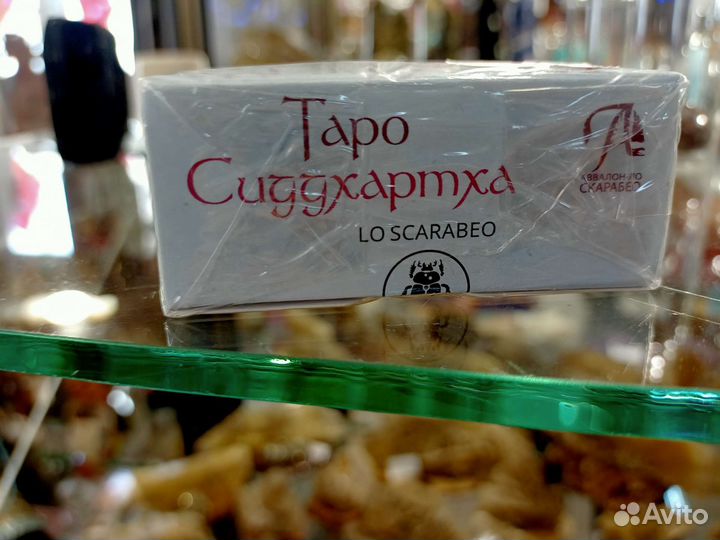 Таро
Сиддхартха
LO SCARABEO
АВВАЛОН-ЛО
СКАРАБЕО
Avito